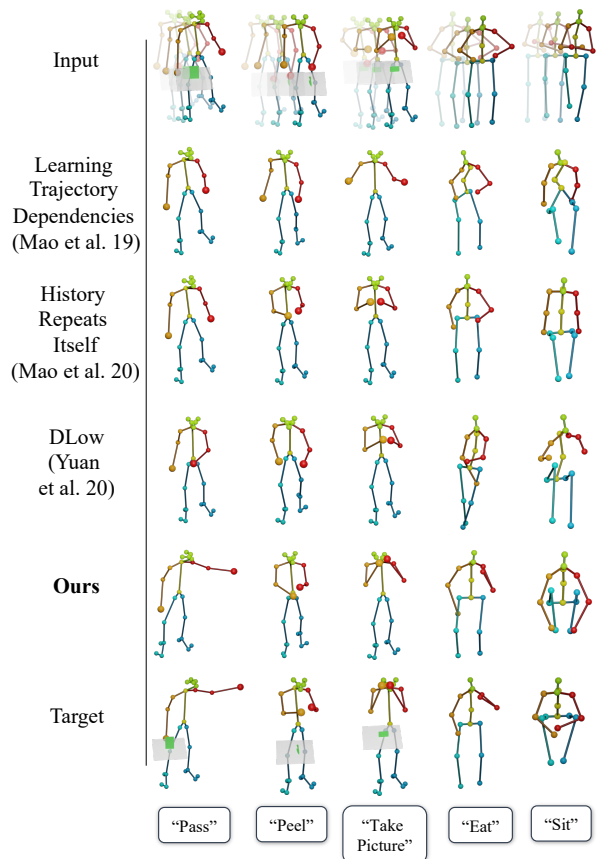 Input
Learning
Trajectory
Dependencies
(Mao et al. 19)
History
Repeats
Itself
(Mao et al. 20)
DLow
(Yuan
et al. 20)
Ours
Target
“Pass”
“Peel”
“Take
Picture”
“Eat”
“Sit”